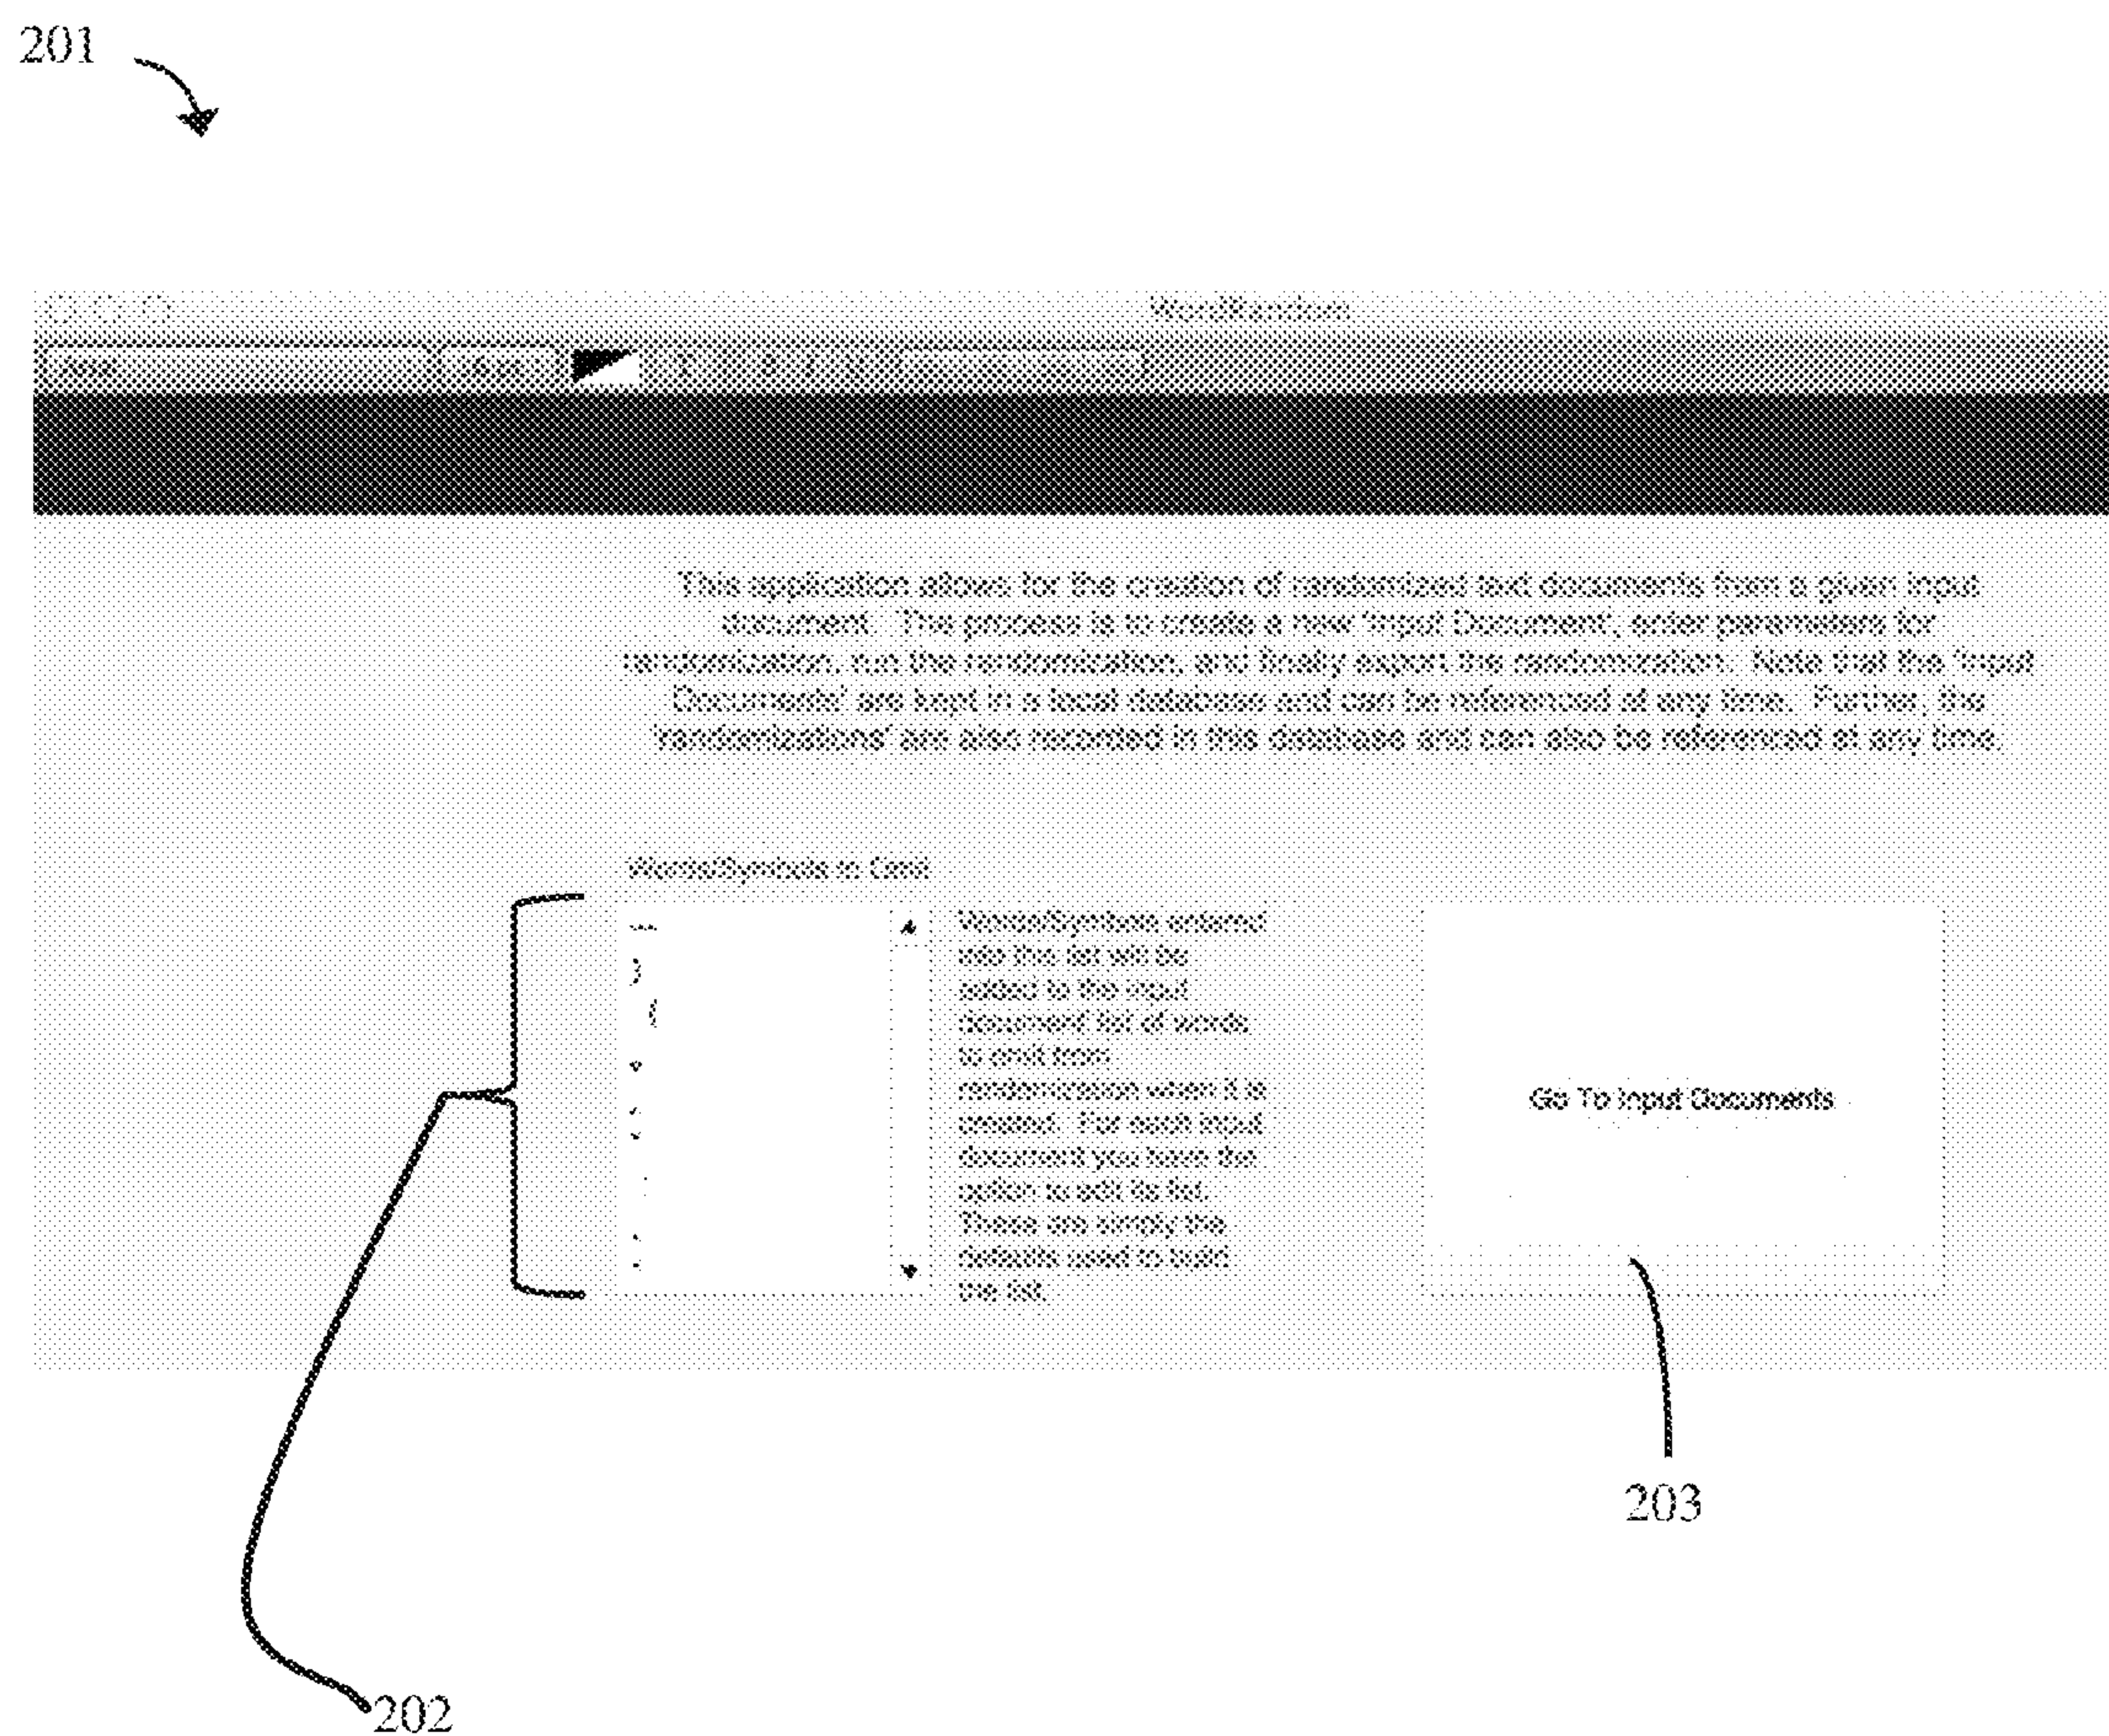 201
WordRandom
This application allows for the creation of randomized text documents from a given input
document. The process is to create a new 'Input Document', enter parameters for
randomization, run the randomization, and finally export the randomization. Note that the 'Input
Documents' are kept in a local database and can be referenced at any time. Further, the
'randomizations' are also recorded in this database and can also be referenced at any time.
Words/Symbols to Omit
Words/Symbols entered
into this list will be
added to the input
document list of words
to omit from
randomization when it is
created. For each input
document you have the
option to edit its list.
These are simply the
defaults used to build
the list.
)
(
Go To Input Documents
203
202